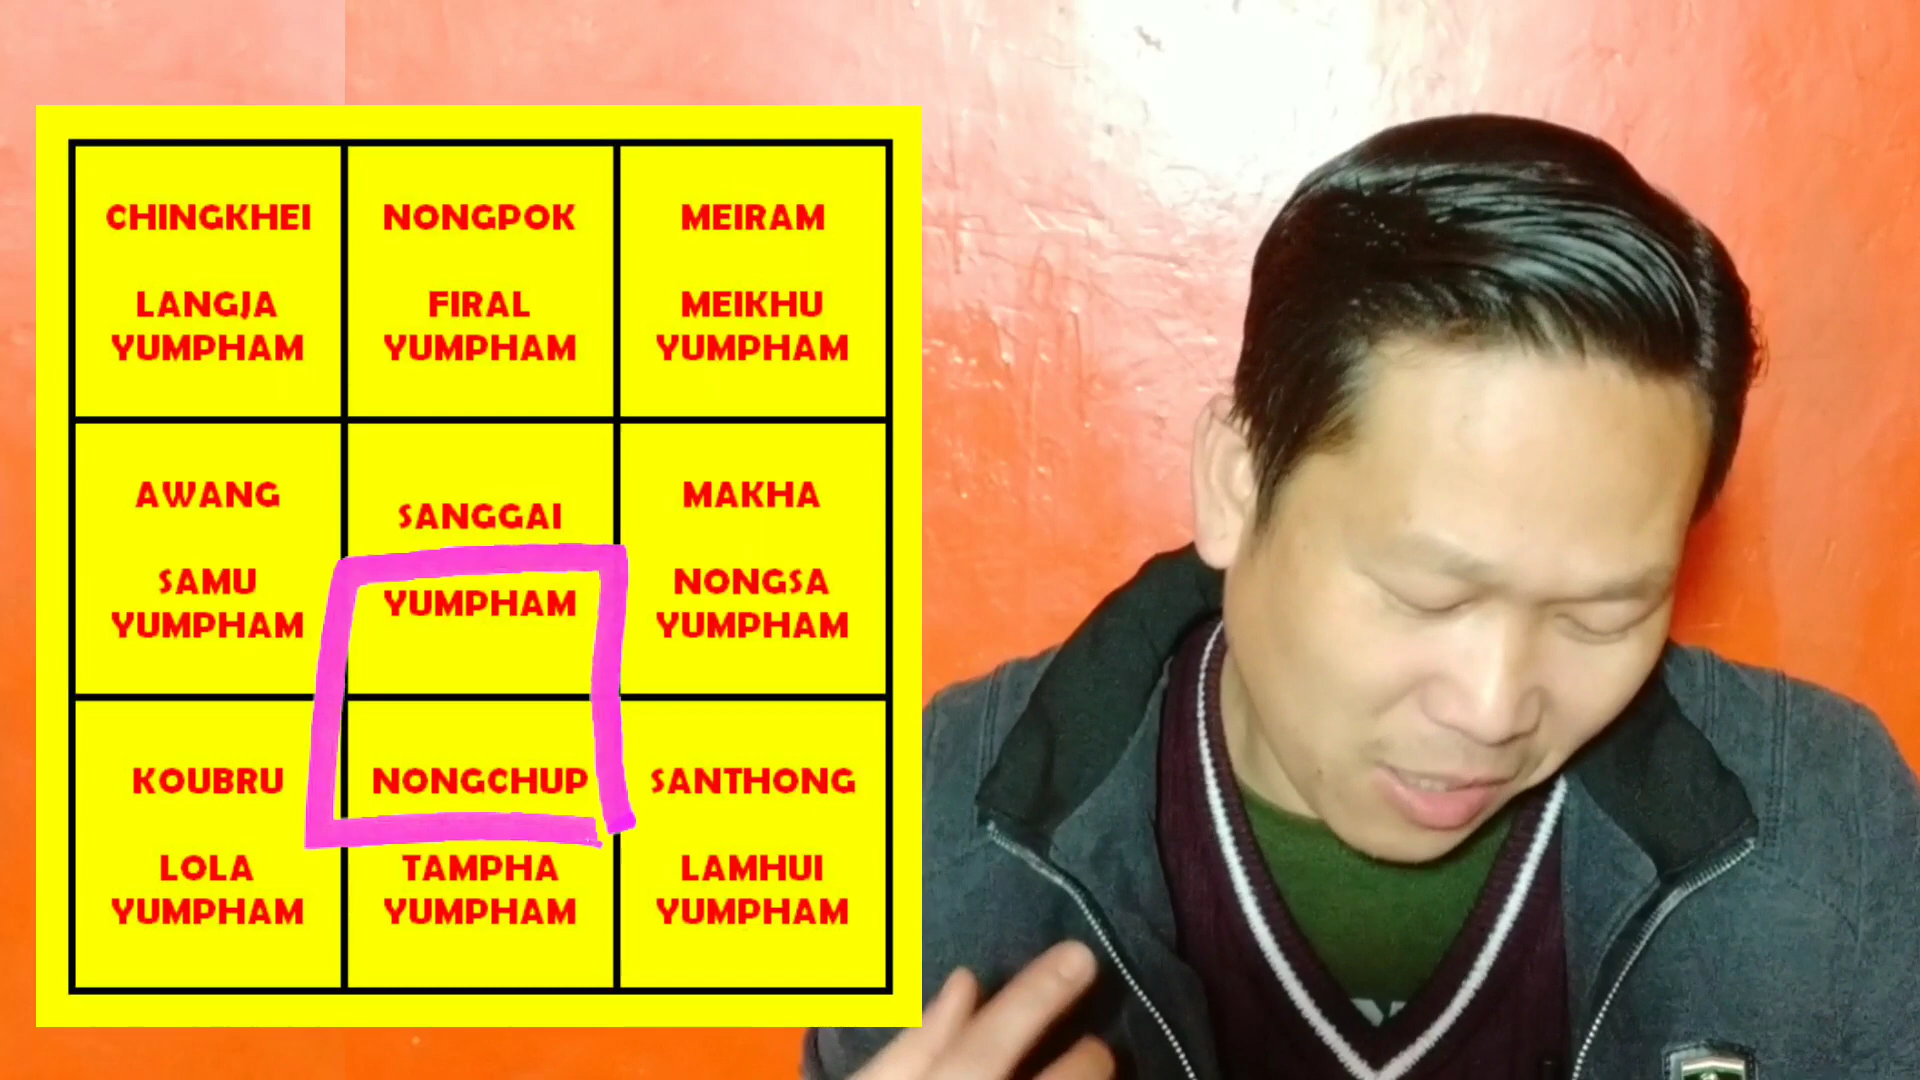 CHINGKHEI
LANGJA
YUMPHAM
NONGPOK
FIRAL
YUMPHAM
MEIRAM
MEIKHU
YUMPHAM
AWANG
SAMU
YUMPHAM
SANGGAI
YUMPHAM
MAKHA
NONGSA
YUMPHAM
KOUBRU
LOLA
YUMPHAM
NONGCHUP
TAMPHA
YUMPHAM
SANTHONG
LAMHUI
YUMPHAM